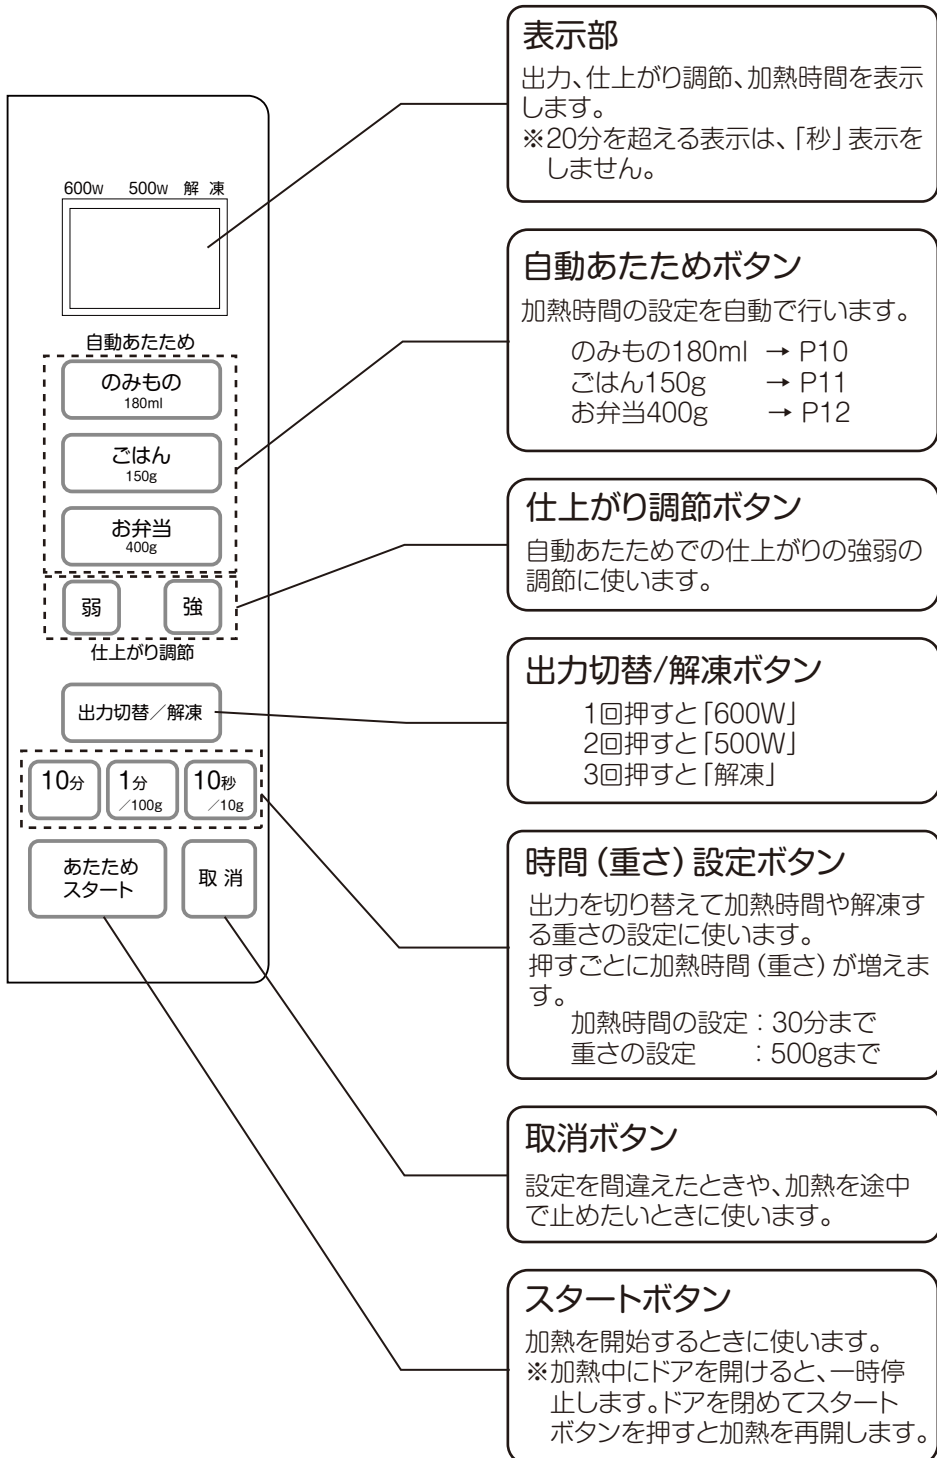 600W 500W 解 凍
自動あたため
のみもの
180ml
ごはん
150g
お弁当
400g
弱 強
仕上がり調節
出力切替／解凍
10分 1分 10秒
／100g ／10g
あたため
スタート
取 消
表示部
出力、仕上がり調節、加熱時間を表示
します。
※20分を超える表示は、「秒」表示を
しません。
自動あたためボタン
加熱時間の設定を自動で行います。
のみもの180ml → P10
ごはん150g → P11
お弁当400g → P12
仕上がり調節ボタン
自動あたためでの仕上がりの強弱の
調節に使います。
出力切替/解凍ボタン
1回押すと「600W」
2回押すと「500W」
3回押すと「解凍」
時間（重さ）設定ボタン
出力を切り替えて加熱時間や解凍す
る重さの設定に使います。
押すごとに加熱時間（重さ）が増えま
す。
加熱時間の設定：30分まで
重さの設定 ：500gまで
取消ボタン
設定を間違えたときや、加熱を途中
で止めたいときに使います。
スタートボタン
加熱を開始するときに使います。
※加熱中にドアを開けると、一時停
止します。ドアを閉めてスタート
ボタンを押すと加熱を再開します。